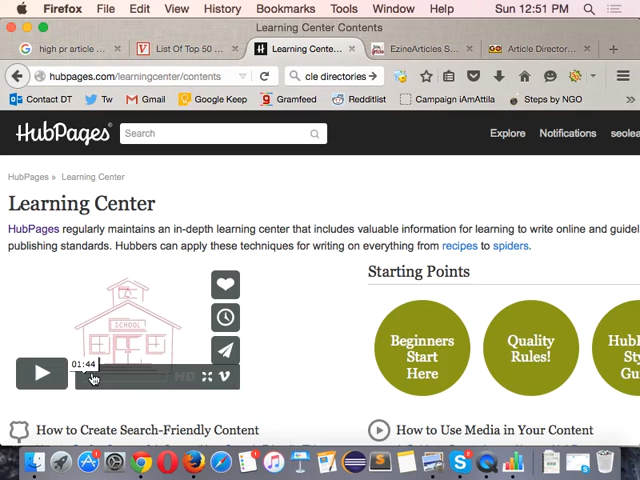 Firefox File Edit View History Bookmarks Tools Window Sun 12:51 PM
Learning Center Contents
high pr article ... List Of Top 50 ... Learning Cente... EzineArticles S... Article Director...
hubpages.com/learningcenter/contents cle directories
Contact DT Tw Gmail Google Keep Gramfeed Redditlist Campaign iAmAttila Steps by NGO
HubPages Search Explore Notifications seolea
HubPages » Learning Center
Learning Center
HubPages regularly maintains an in-depth learning center that includes valuable information for learning to write online and guidel
publishing standards. Hubbers can apply these techniques for writing on everything from recipes to spiders.
Starting Points
SCHOOL
Beginners
Start
Here
Quality
Rules!
HubP
Sty
Gu
01:44
HD
How to Create Search-Friendly Content
How to Use Media in Your Content